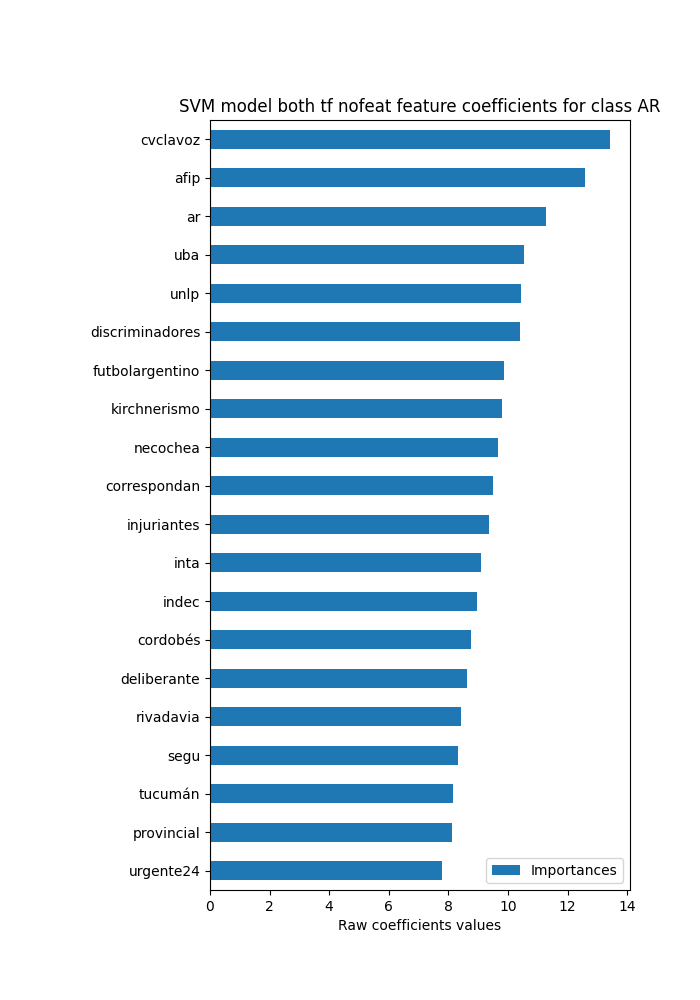 SVM model both tf nofeat feature coefficients for class AR
cvclavoz
afip
ar
uba
unlp
discriminadores
futbolargentino
kirchnerismo
necochea
correspondan
injuriantes
inta
indec
cordobés
deliberante
rivadavia
segu
tucumán
provincial
urgente24
Importances
0 2 4 6 8 10 12 14
Raw coefficients values